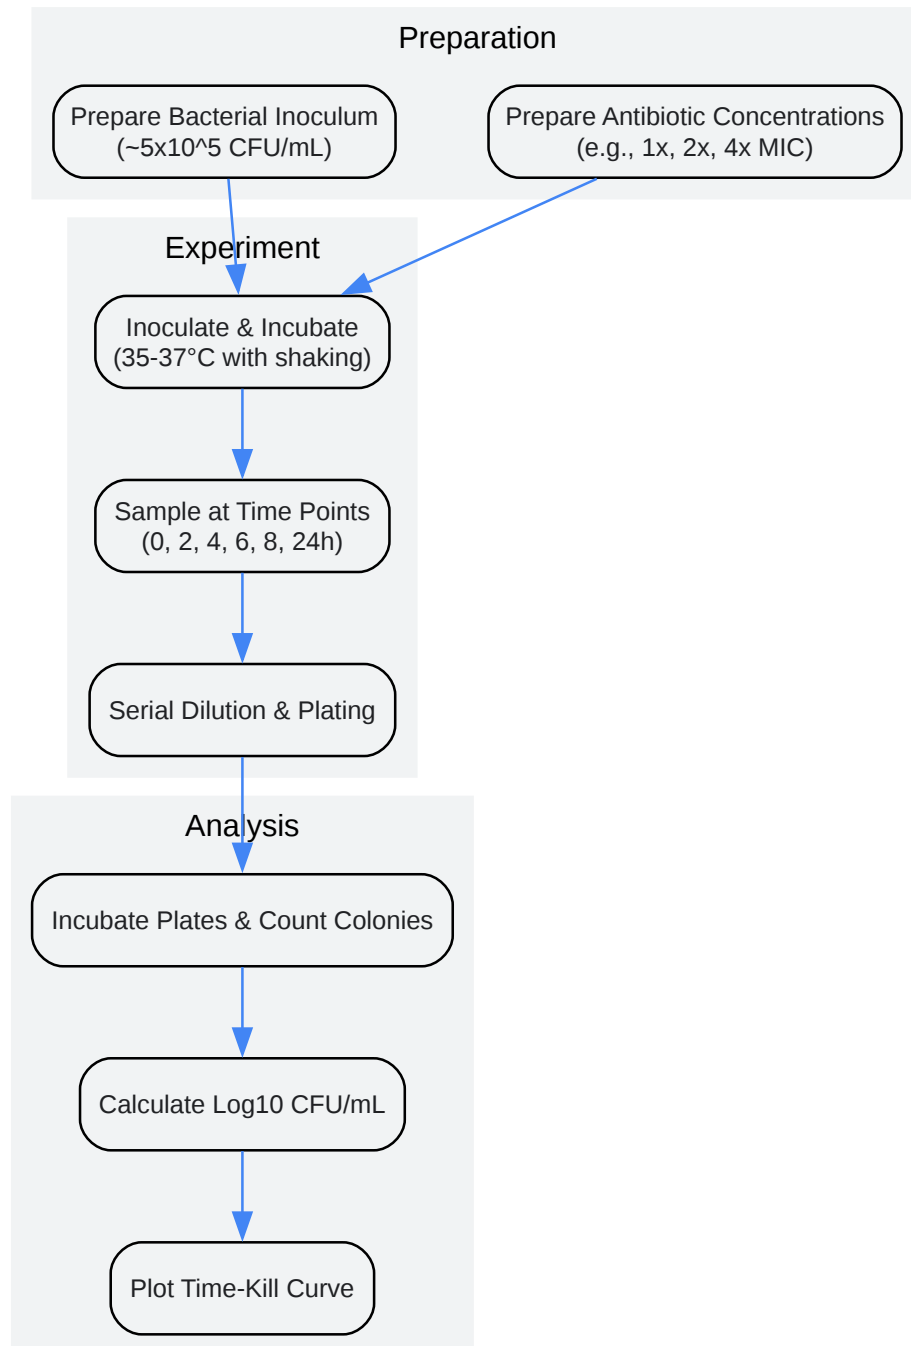 Preparation
Prepare Bacterial Inoculum
(~5x10^5 CFU/mL)
Prepare Antibiotic Concentrations
(e.g., 1x, 2x, 4x MIC)
Experiment
Inoculate & Incubate
(35-37°C with shaking)
Sample at Time Points
(0, 2, 4, 6, 8, 24h)
Serial Dilution & Plating
Analysis
Incubate Plates & Count Colonies
Calculate Log10 CFU/mL
Plot Time-Kill Curve